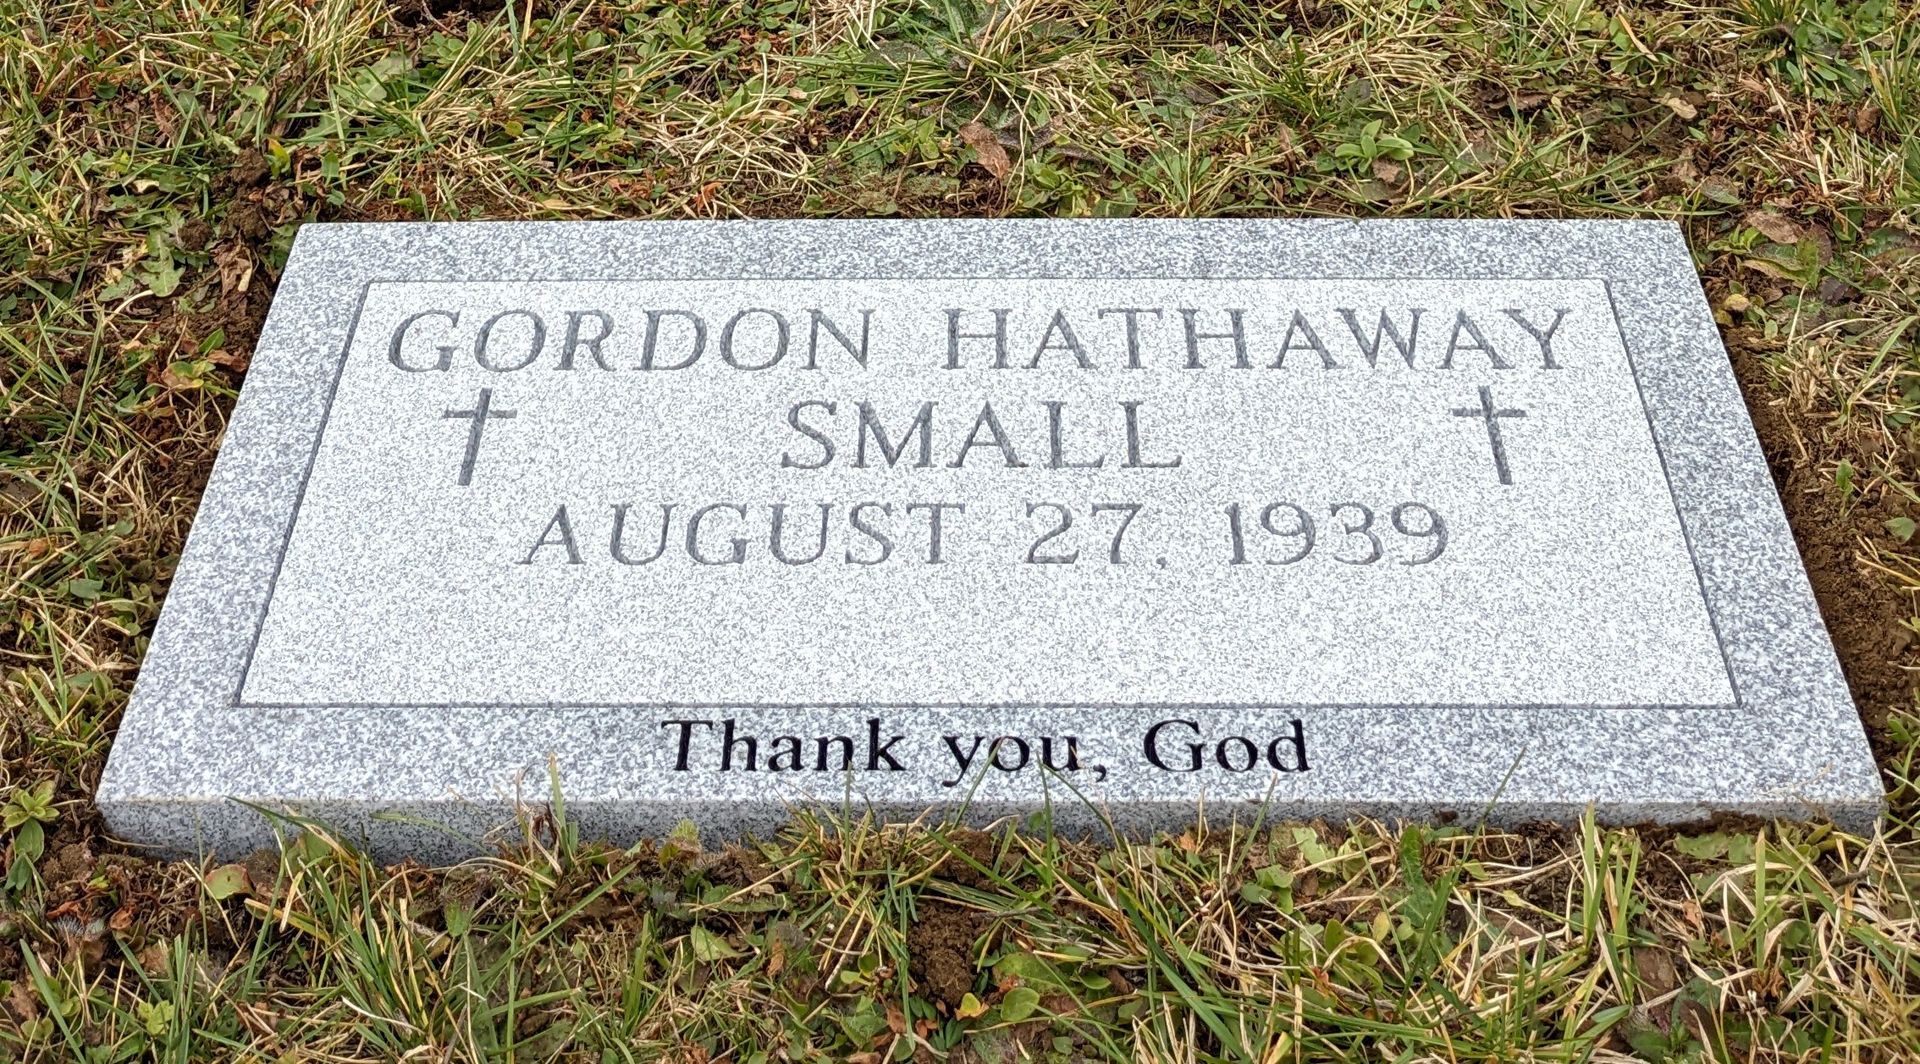 GORDON HATHAWAY
SMALL
AUGUST 27, 1939
Thank you, God